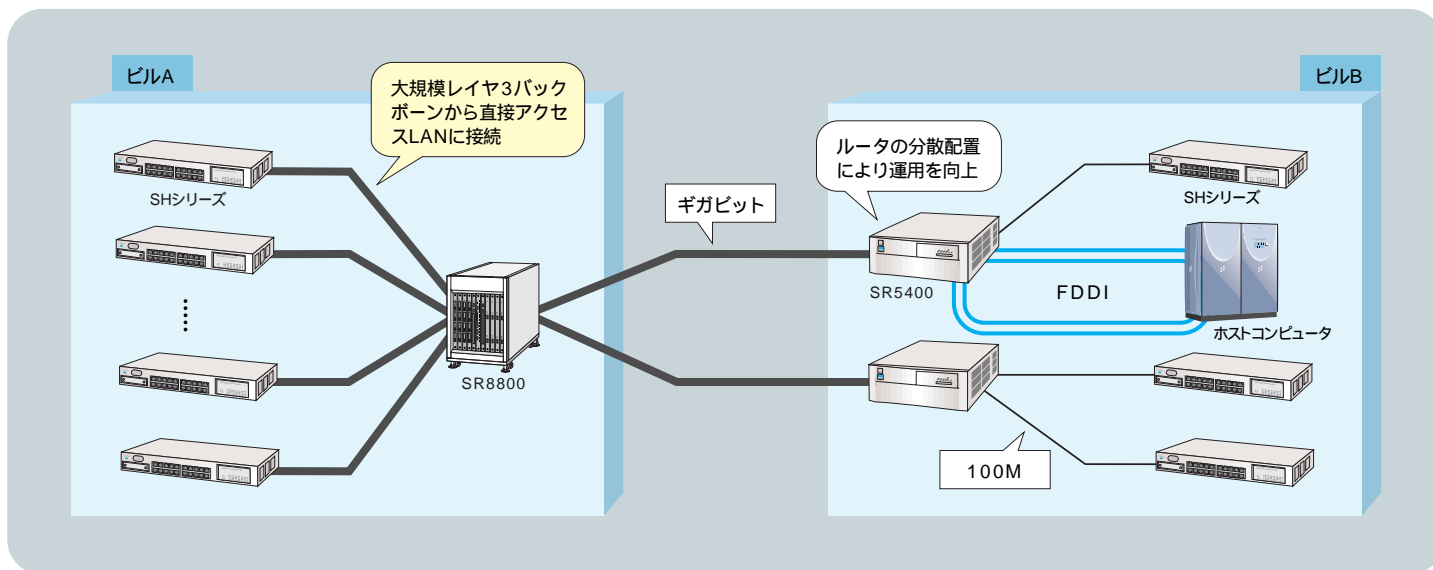 ビルA
大規模レイヤ3バック
ボーンから直接アクセ
スLANに接続
SHシリーズ
SR8800
ギガビット
ビルB
ルータの分散配置
により運用を向上
SHシリーズ
SR5400
FDDI
ホストコンピュータ
100M